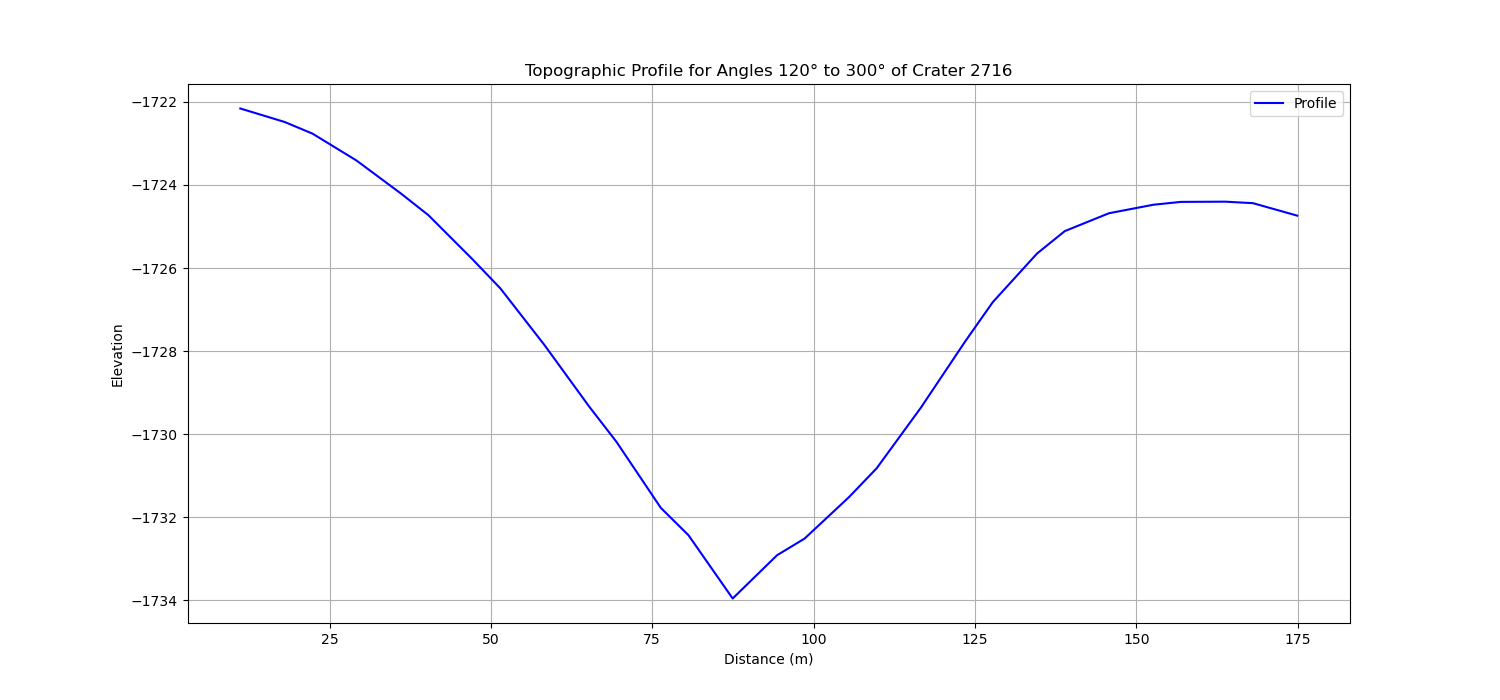 Topographic Profile for Angles 120° to 300° of Crater 2716
Profile
−1722
−1724
−1726
−1728
−1730
−1732
−1734
Elevation
25 50 75 100 125 150 175
Distance (m)